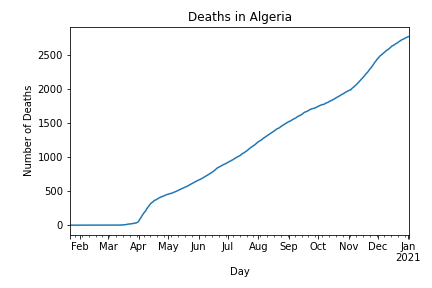 Deaths in Algeria
Number of Deaths
2500
2000
1500
1000
500
0
Feb Mar Apr May Jun Jul Aug Sep Oct Nov Dec Jan
2021
Day